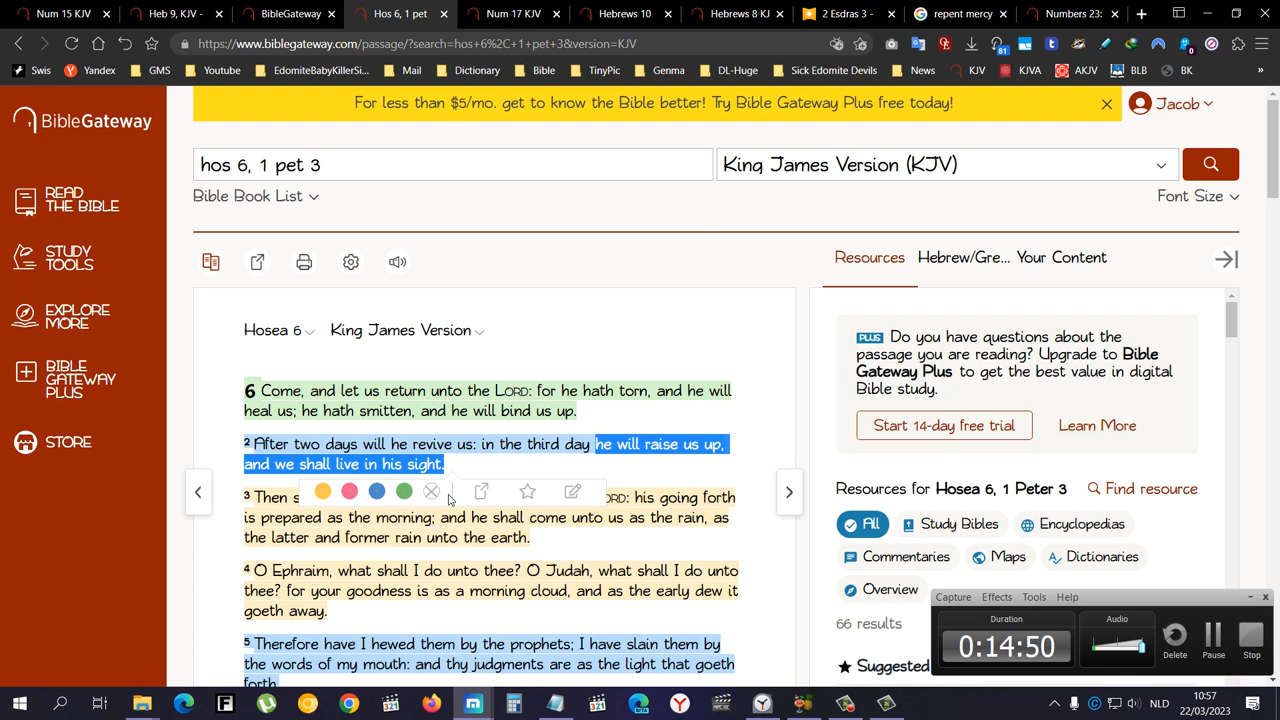 Num 15 KJV
Heb 9, KJV -
BibleGateway
Hos 6, 1 pet
Num 17 KJV
Hebrews 10
Hebrews 8 KJ
2 Esdras 3 -
repent mercy
Numbers 23:
https://www.biblegateway.com/passage/?search=hos+6%2C+1+pet+3&version=KJV
81
0
Swis
Yandex
GMS
Youtube
EdomiteBabyKillerSi...
Mail
Dictionary
Bible
TinyPic
Genma
DL-Huge
Sick Edomite Devils
News
KJV
KJVA
AKJV
BLB
BK
»
BibleGateway
For less than $5/mo. get to know the Bible better! Try Bible Gateway Plus free today!
Jacob
hos 6, 1 pet 3
King James Version (KJV)
Bible Book List
Font Size
READ
THE BIBLE
STUDY
TOOLS
EXPLORE
MORE
BIBLE
GATEWAY
PLUS
STORE
Resources
Hebrew/Gre...
Your Content
Hosea 6
King James Version
6 Come, and let us return unto the LORD: for he hath torn, and he will
heal us; he hath smitten, and he will bind us up.
2 After two days will he revive us: in the third day he will raise us up,
and we shall live in his sight.
3 Then s
ORD: his going forth
is prepared as the morning; and he shall come unto us as the rain, as
the latter and former rain unto the earth.
4 O Ephraim, what shall I do unto thee? O Judah, what shall I do unto
thee? for your goodness is as a morning cloud, and as the early dew it
goeth away.
5 Therefore have I hewed them by the prophets; I have slain them by
the words of my mouth: and thy judgments are as the light that goeth
forth
PLUS Do you have questions about the
passage you are reading? Upgrade to Bible
Gateway Plus to get the best value in digital
Bible study.
Start 14-day free trial
Learn More
Resources for Hosea 6, 1 Peter 3
Find resource
All
Study Bibles
Encyclopedias
Commentaries
Maps
Dictionaries
Overview
66 results
Suggested
Capture
Effects
Tools
Help
Duration
0:14:50
Audio
Delete
Pause
Stop
NLD
10:57
22/03/2023